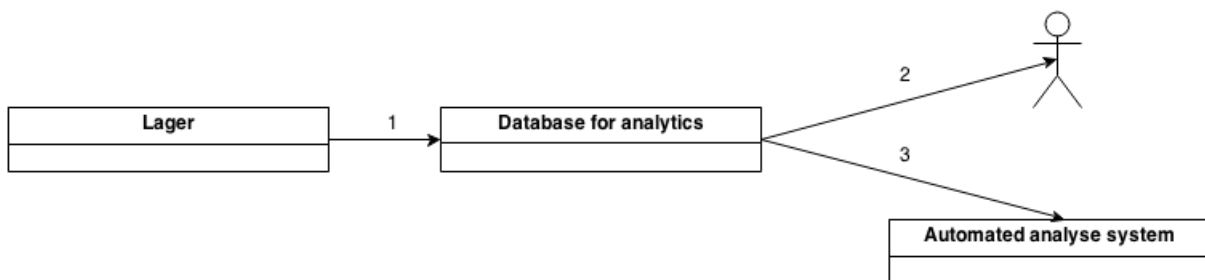 Lager
1
Database for analytics
2
3
Automated analyse system